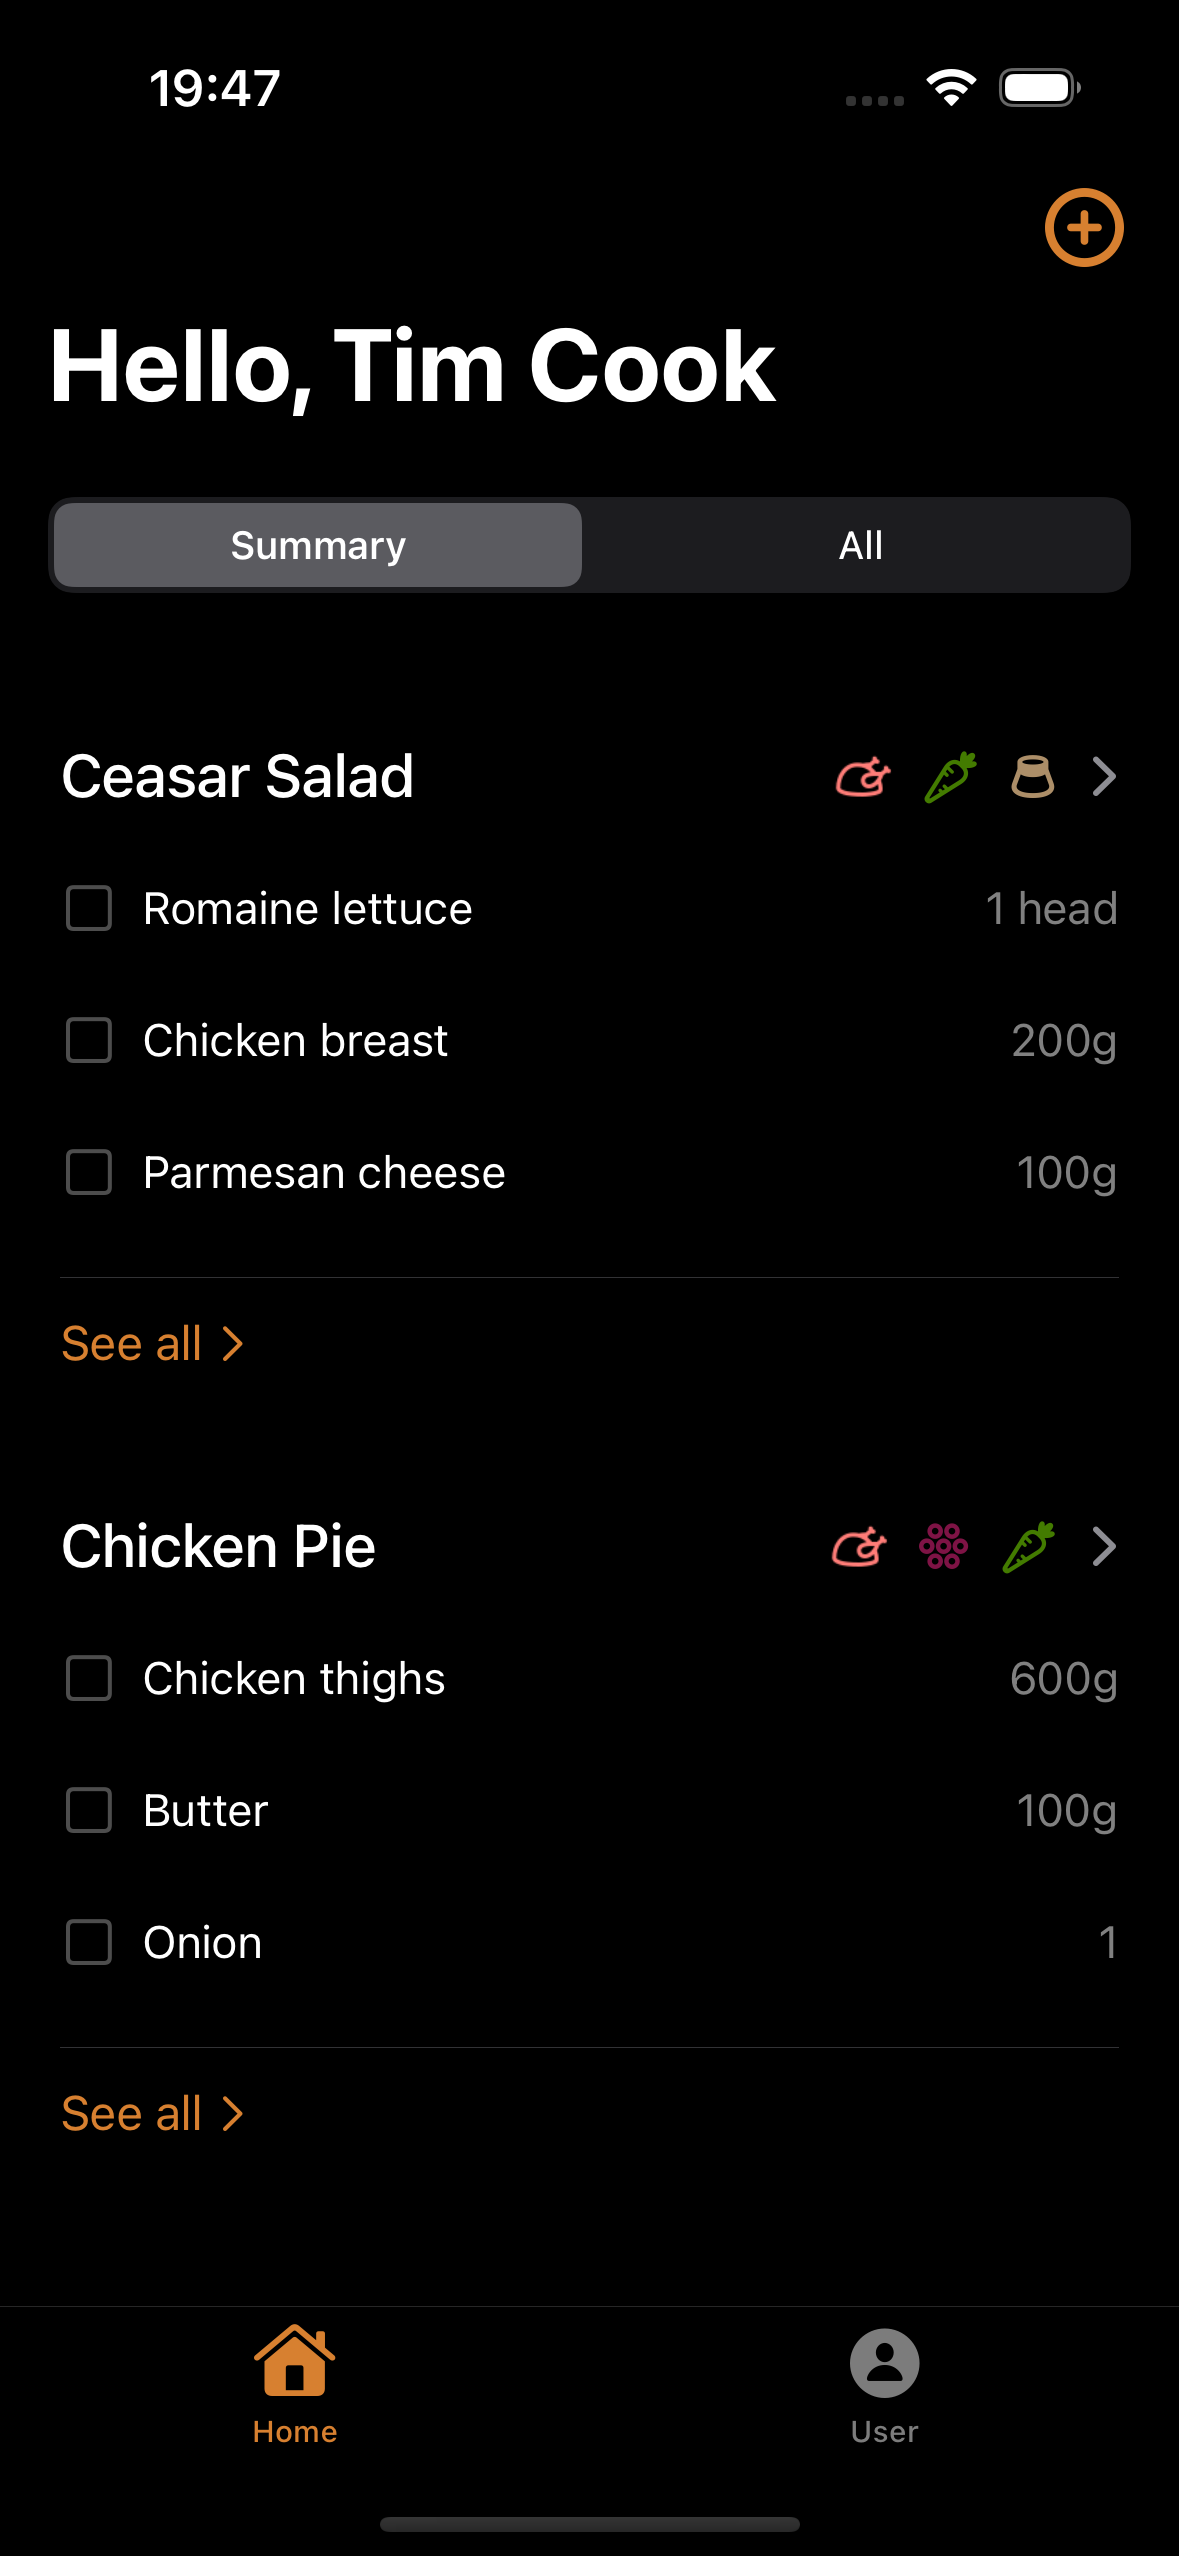 19:47
Hello, Tim Cook
Summary
All
Ceasar Salad
Romaine lettuce 1 head
Chicken breast 200g
Parmesan cheese 100g
See all
Chicken Pie
Chicken thighs 600g
Butter 100g
Onion 1
See all
Home
User